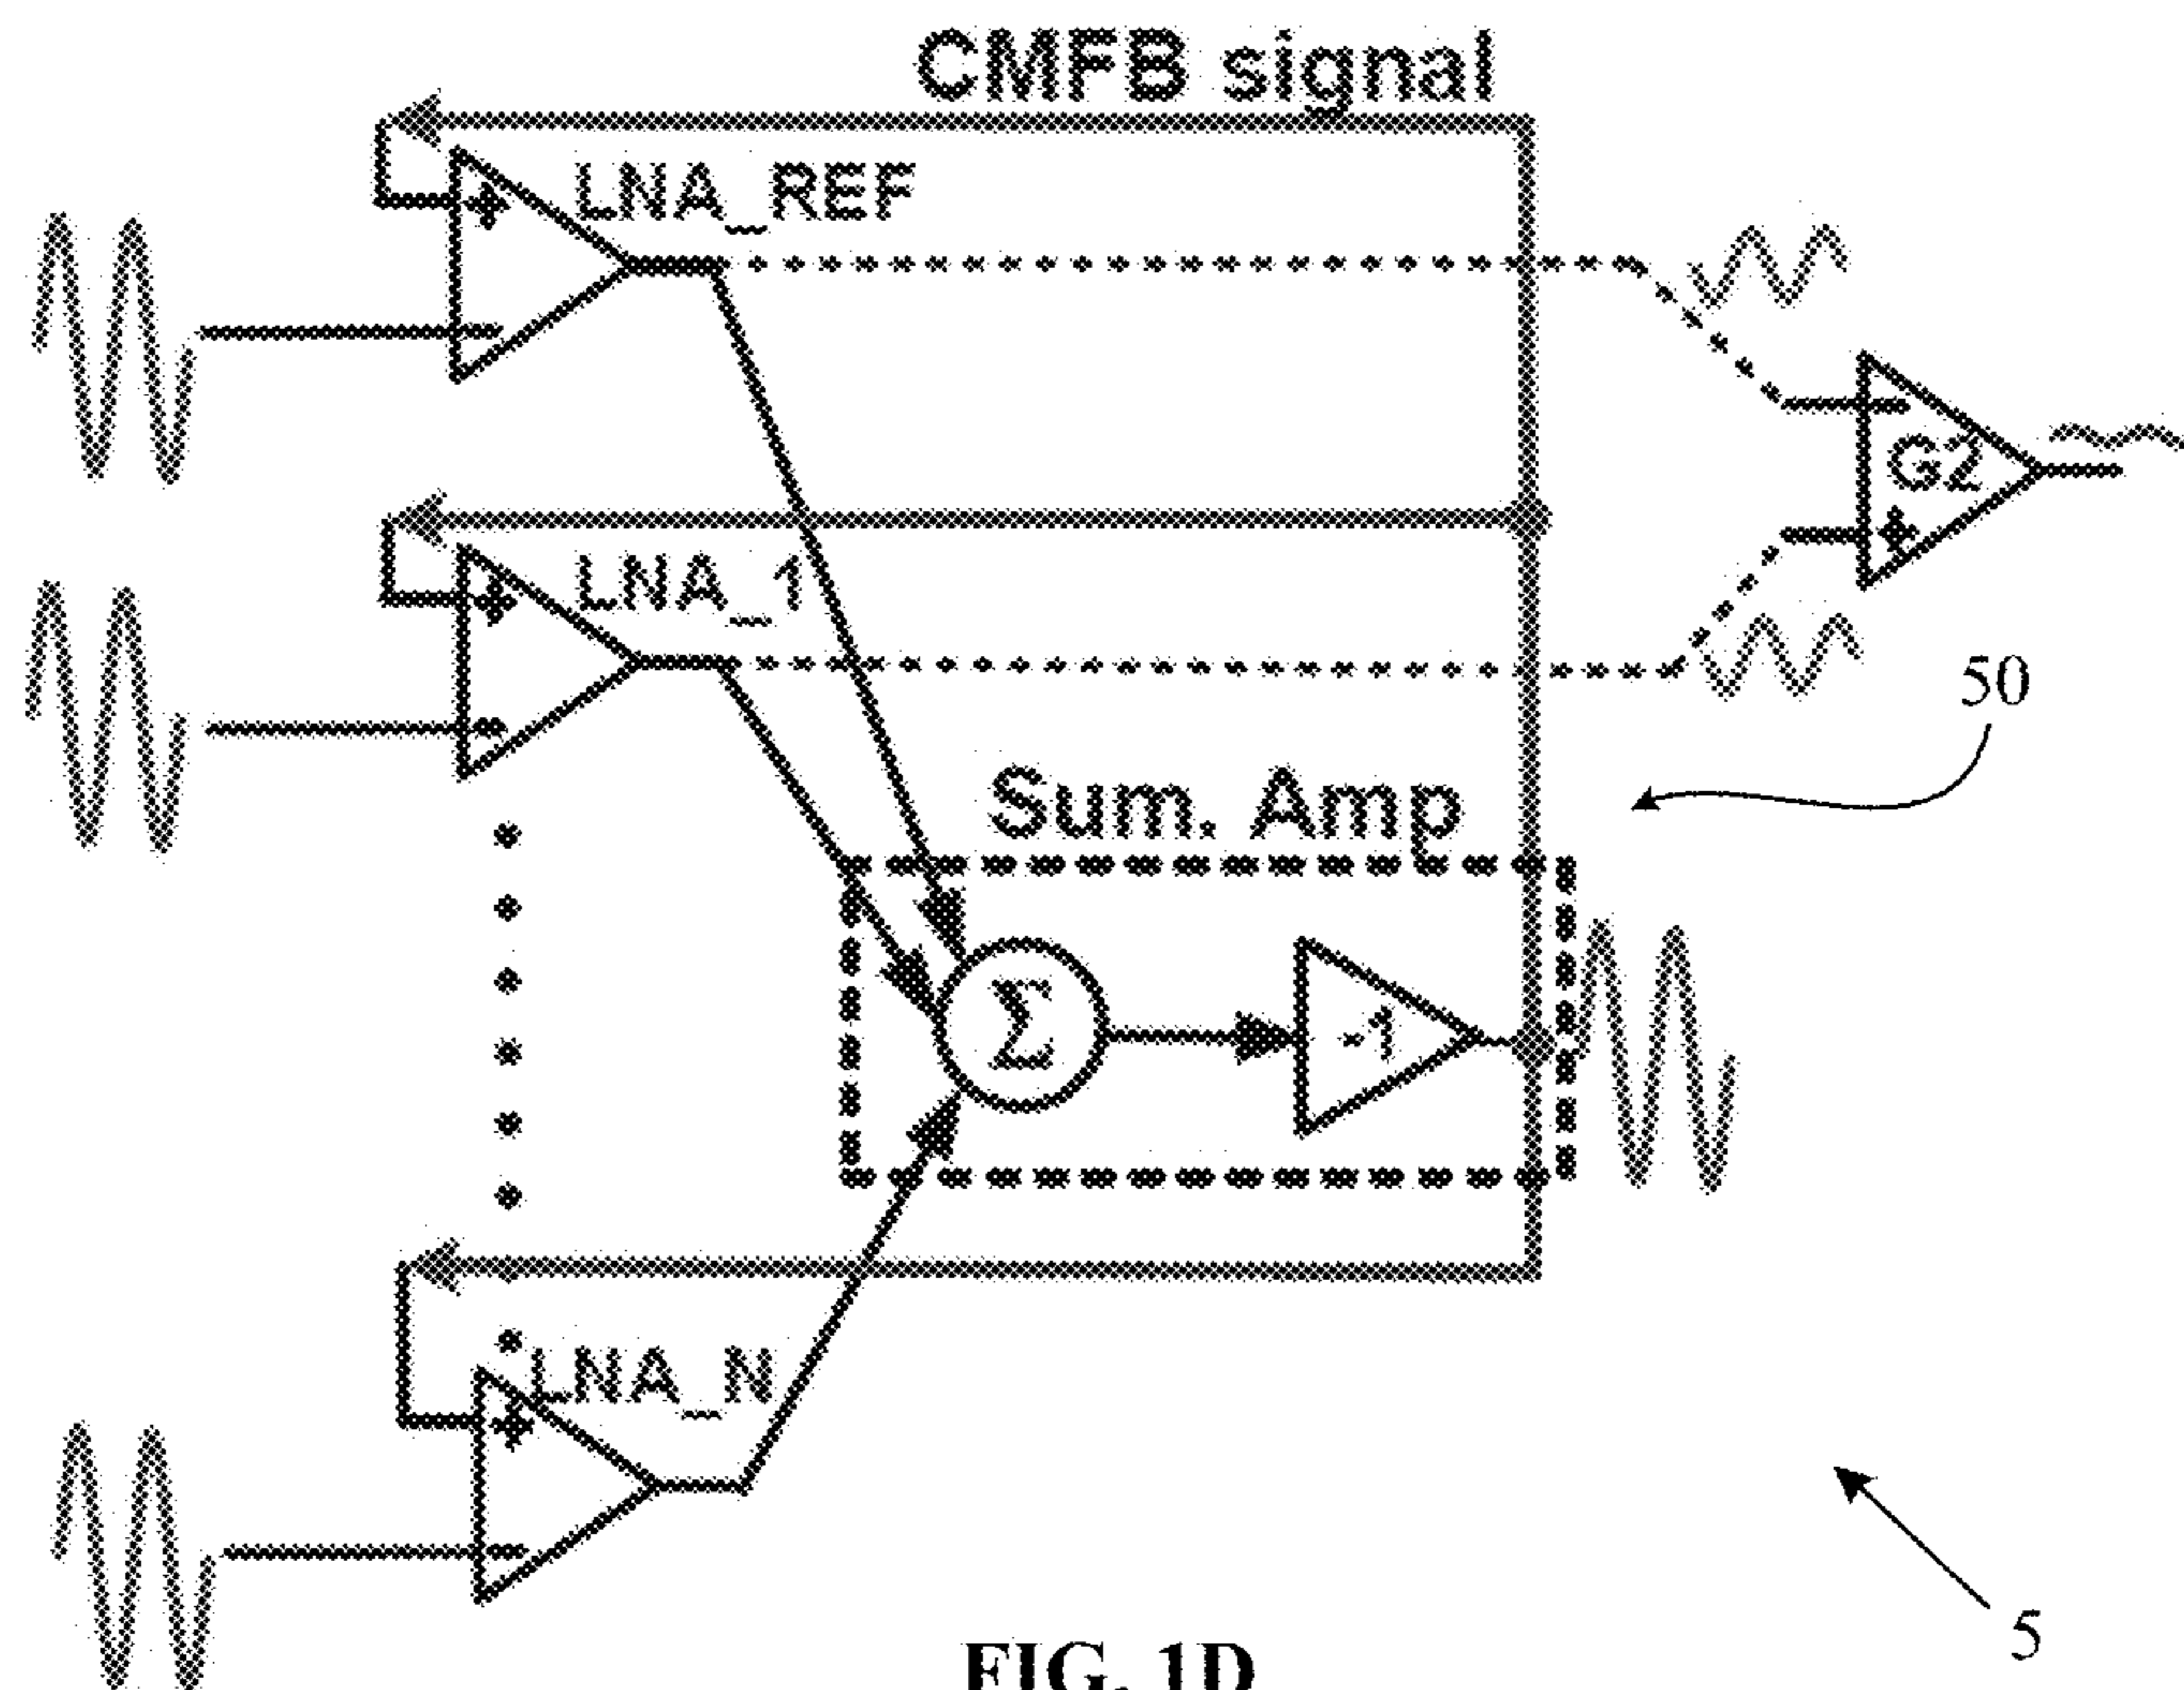 CMFB signal
LNA_REF
+
-
G2
-
+
LNA_1
+
-
50
Sum. Amp
Σ
-1
LNA_N
+
-
5
FIG. 1D